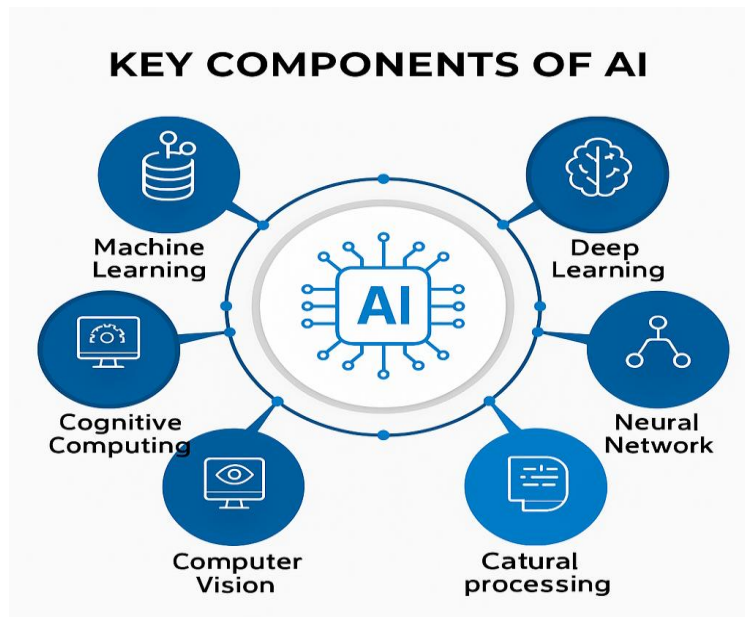 KEY COMPONENTS OF AI
Machine
Learning
Deep
Learning
AI
Cognitive
Computing
Neural
Network
Computer
Vision
Catural
processing